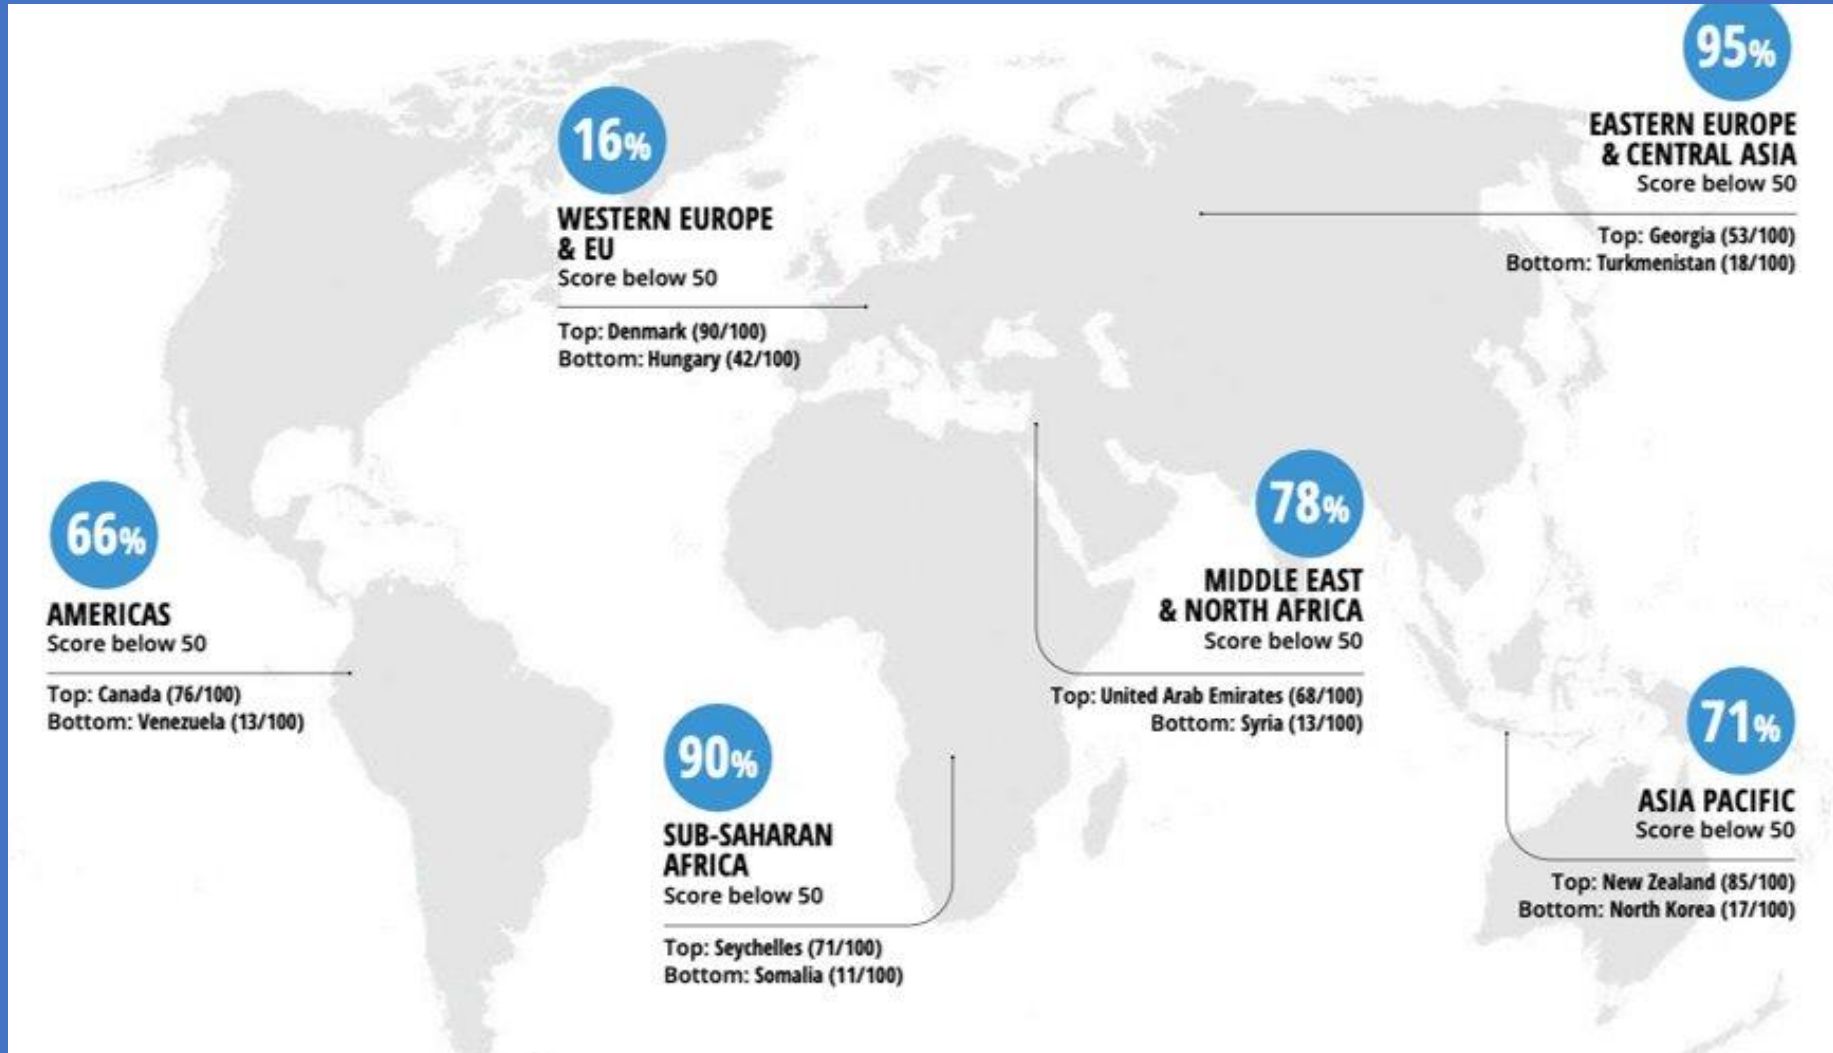 95%
EASTERN EUROPE
& CENTRAL ASIA
Score below 50
Top: Georgia (53/100)
Bottom: Turkmenistan (18/100)
16%
WESTERN EUROPE
& EU
Score below 50
Top: Denmark (90/100)
Bottom: Hungary (42/100)
66%
AMERICAS
Score below 50
Top: Canada (76/100)
Bottom: Venezuela (13/100)
78%
MIDDLE EAST
& NORTH AFRICA
Score below 50
Top: United Arab Emirates (68/100)
Bottom: Syria (13/100)
90%
SUB-SAHARAN
AFRICA
Score below 50
Top: Seychelles (71/100)
Bottom: Somalia (11/100)
71%
ASIA PACIFIC
Score below 50
Top: New Zealand (85/100)
Bottom: North Korea (17/100)